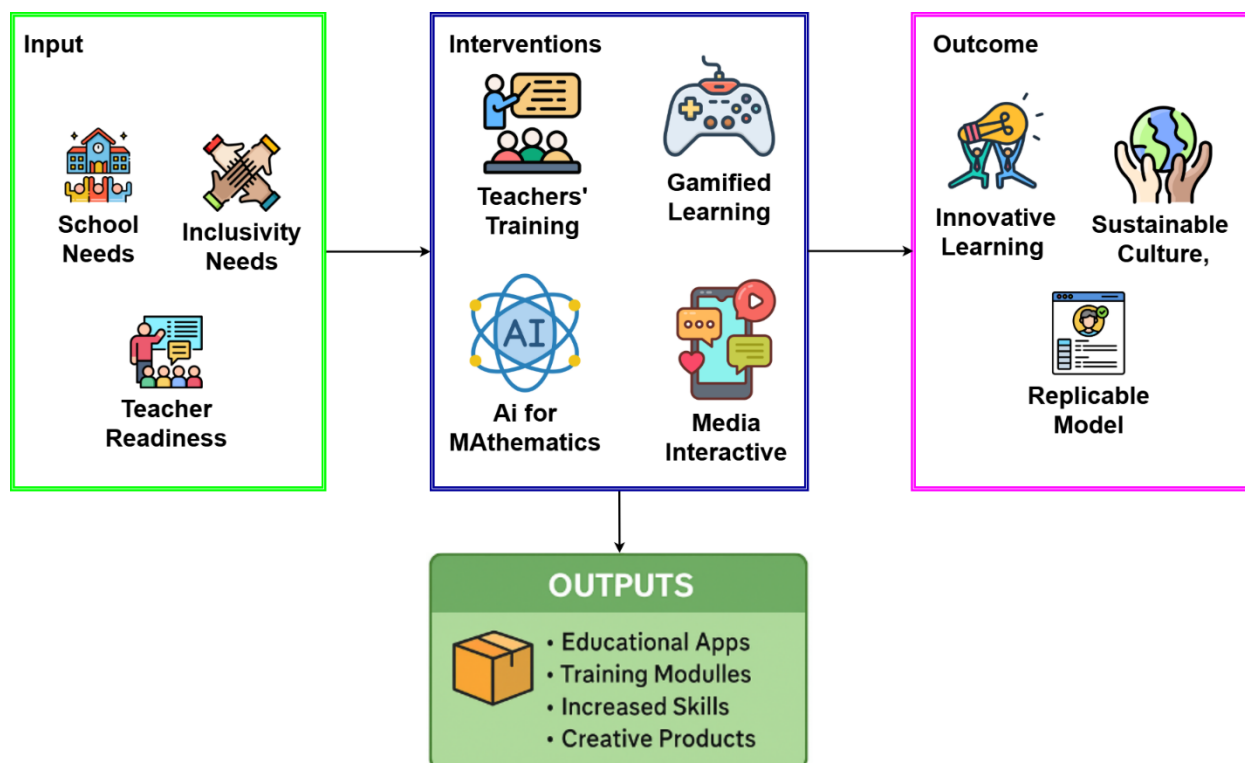 Input
School
Needs
Inclusivity
Needs
Teacher
Readiness
Interventions
Teachers'
Training
Gamified
Learning
AI
Ai for
MAthematics
Media
Interactive
Outcome
Innovative
Learning
Sustainable
Culture,
Replicable
Model
OUTPUTS
• Educational Apps
• Training Modulles
• Increased Skills
• Creative Products